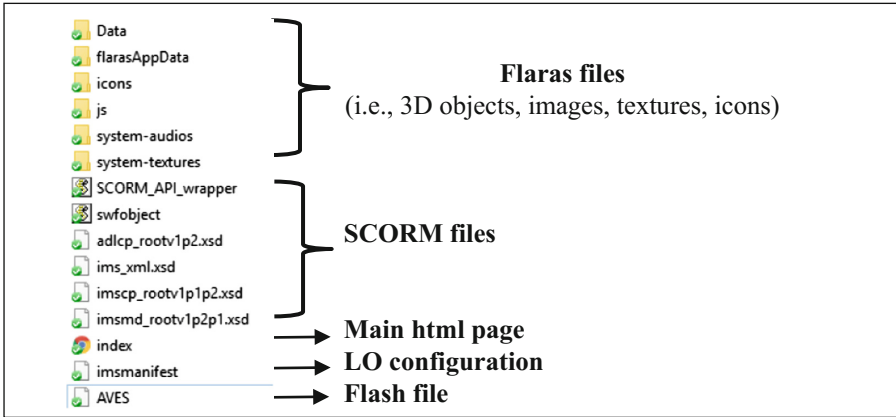 Data
flarasAppData
icons
js
system-audios
system-textures
SCORM_API_wrapper
swfobject
adlcp_rootv1p2.xsd
ims_xml.xsd
imscp_rootv1p1p2.xsd
imsmd_rootv1p2p1.xsd
index
imsmanifest
AVES
Flaras files
(i.e., 3D objects, images, textures, icons)
SCORM files
Main html page
LO configuration
Flash file